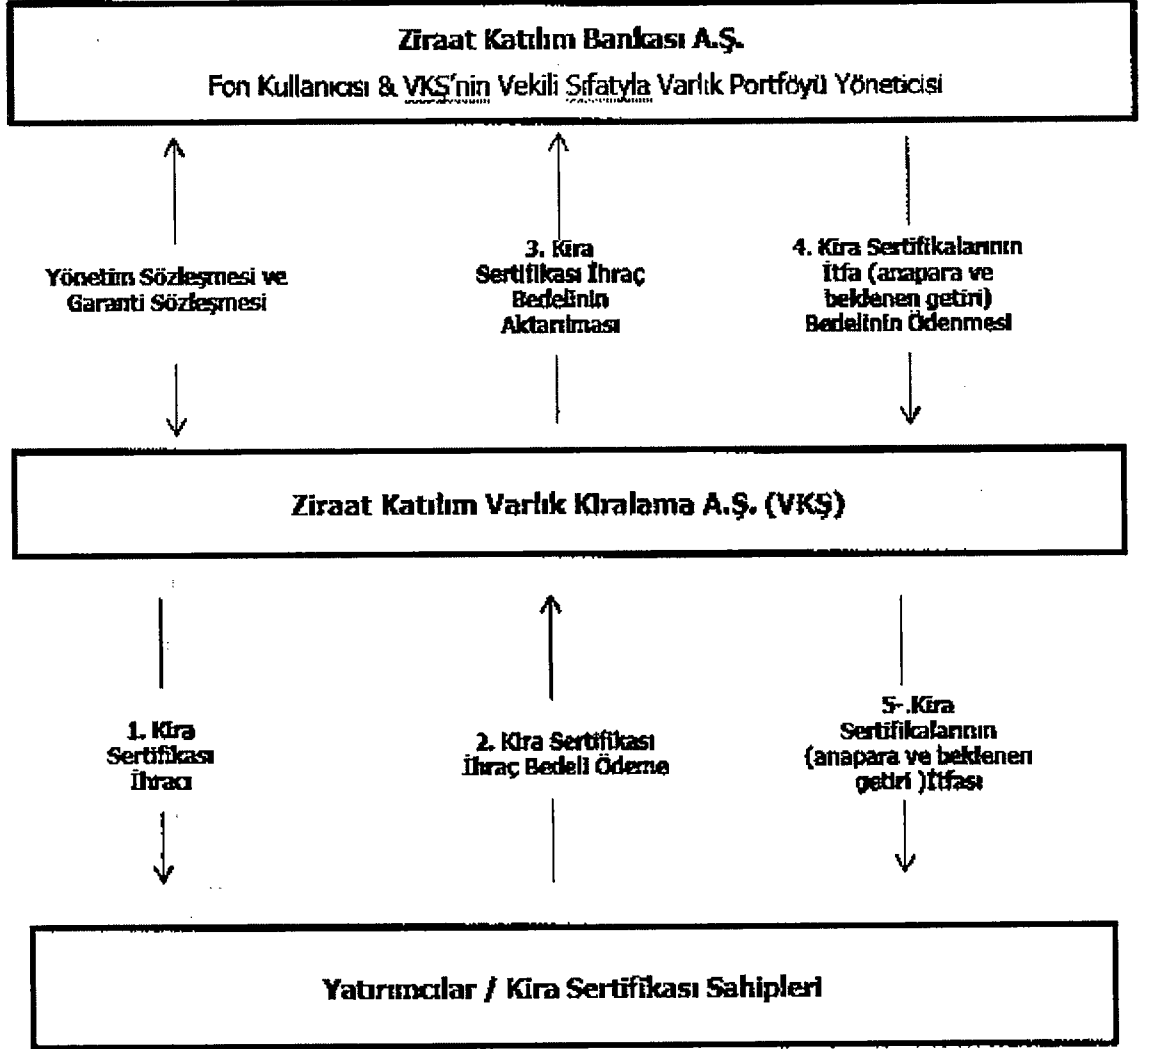 Ziraat Katılım Bankası A.Ş.
Fon Kullanıcısı & VKŞ'nin Vekili Sıfatyla Varlık Portföyü Yöneticisi
Yönetim Sözleşmesi ve
Garanti Sözleşmesi
3. Kira
Sertifikası İhraç
Bedelinin
Aktarılması
4. Kira Sertifikalarının
İtfa (anapara ve
beklenen getiri)
Bedelinin Ödenmesi
Ziraat Katılım Varlık Kiralama A.Ş. (VKŞ)
1. Kira
Sertifikası
İhracı
2. Kira Sertifikası
İhraç Bedeli Ödeme
5-.Kira
Sertifikalarının
(anapara ve beklenen
getiri )İtfası
Yatırımcılar / Kira Sertifikası Sahipleri